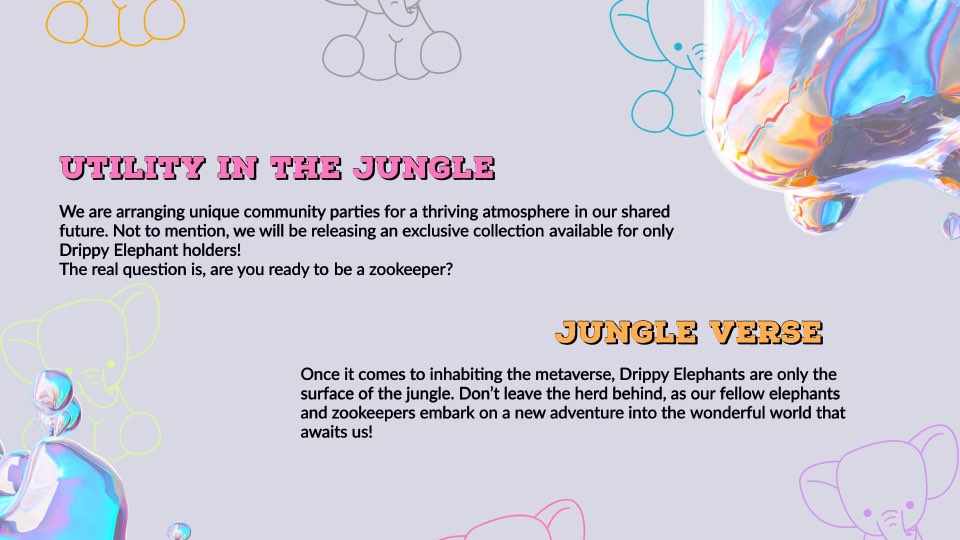 UTILITY IN THE JUNGLE
We are arranging unique community parties for a thriving atmosphere in our shared
future. Not to mention, we will be releasing an exclusive collection available for only
Drippy Elephant holders!
The real question is, are you ready to be a zookeeper?
JUNGLE VERSE
Once it comes to inhabiting the metaverse, Drippy Elephants are only the
surface of the jungle. Don’t leave the herd behind, as our fellow elephants
and zookeepers embark on a new adventure into the wonderful world that
awaits us!